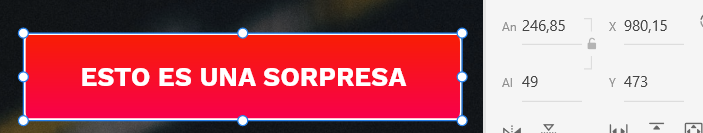 ESTO ES UNA SORPRESA
An 246,85 X 980,15
Al 49 Y 473